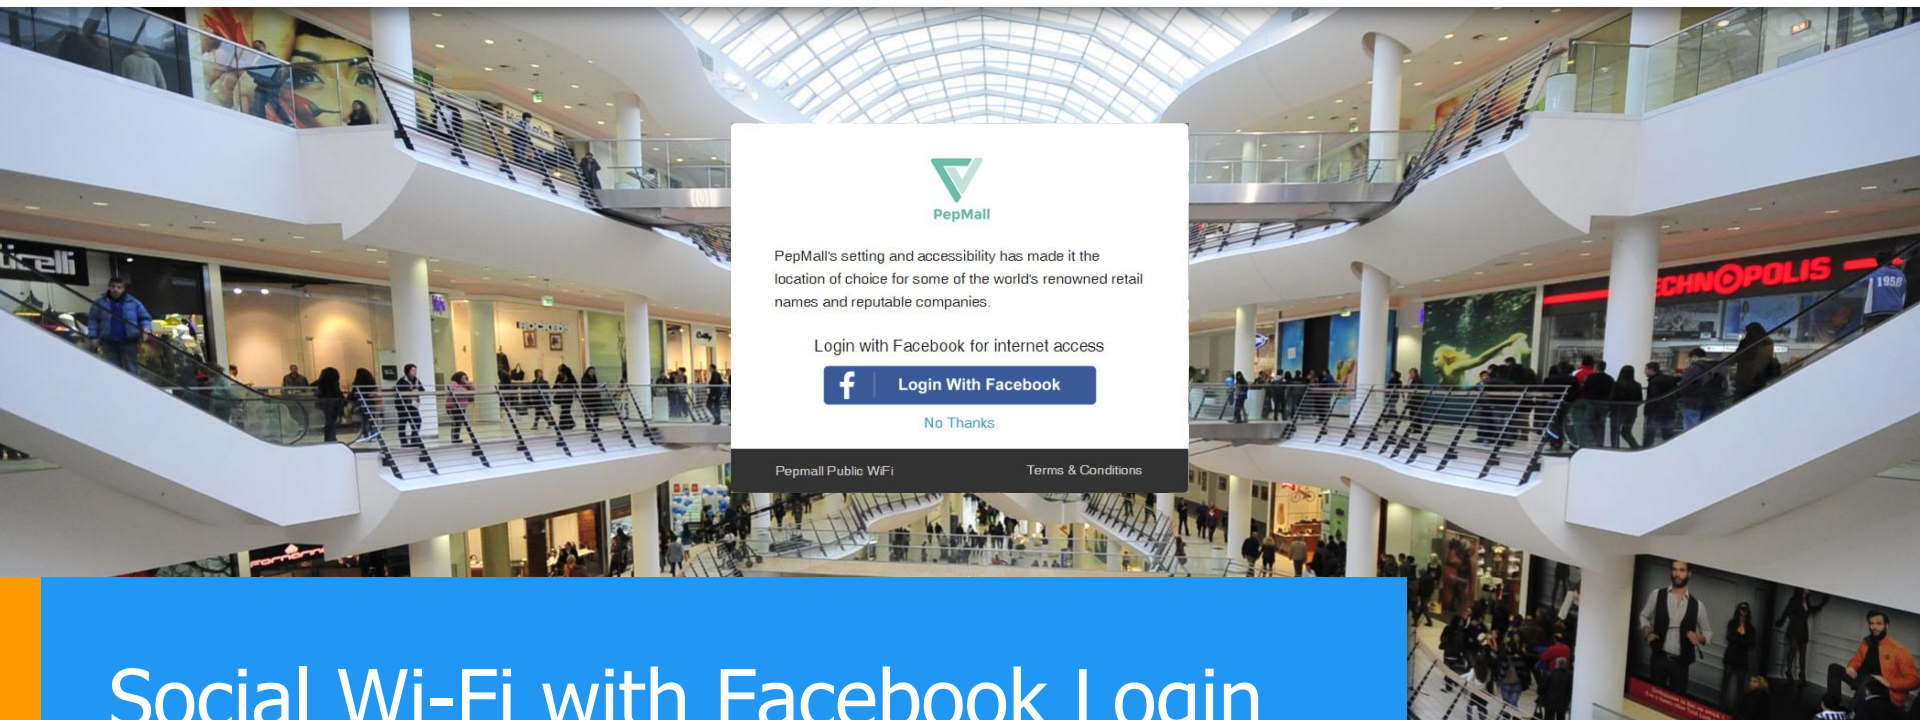 PepMall
PepMall's setting and accessibility has made it the
location of choice for some of the world's renowned retail
names and reputable companies.
Login with Facebook for internet access
f Login With Facebook
No Thanks
Pepmall Public WiFi
Terms & Conditions
TECHNOPOLIS
1958
Social Wi-Fi with Facebook Login